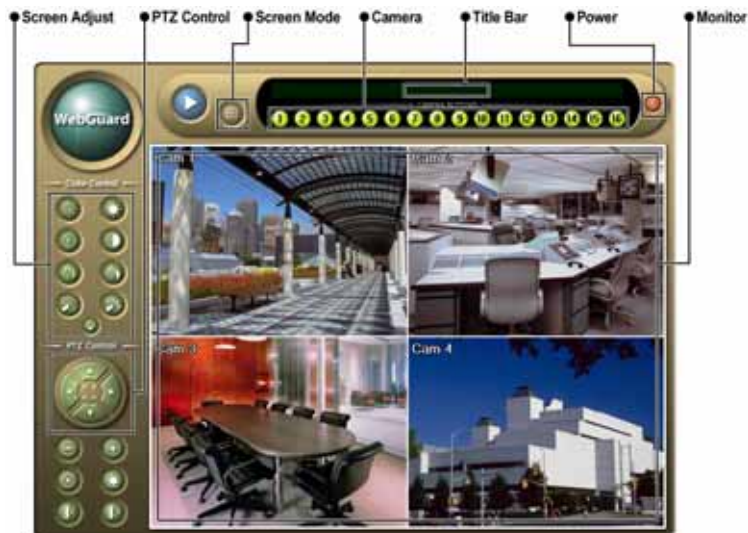 Screen Adjust PTZ Control Screen Mode Camera Title Bar Power Monitor
WebGuard
1 2 3 4 5 6 7 8 9 10 11 12 13 14 15 16
Cam 1 Cam 2
Color Control
PTZ Control
Cam 3 Cam 4